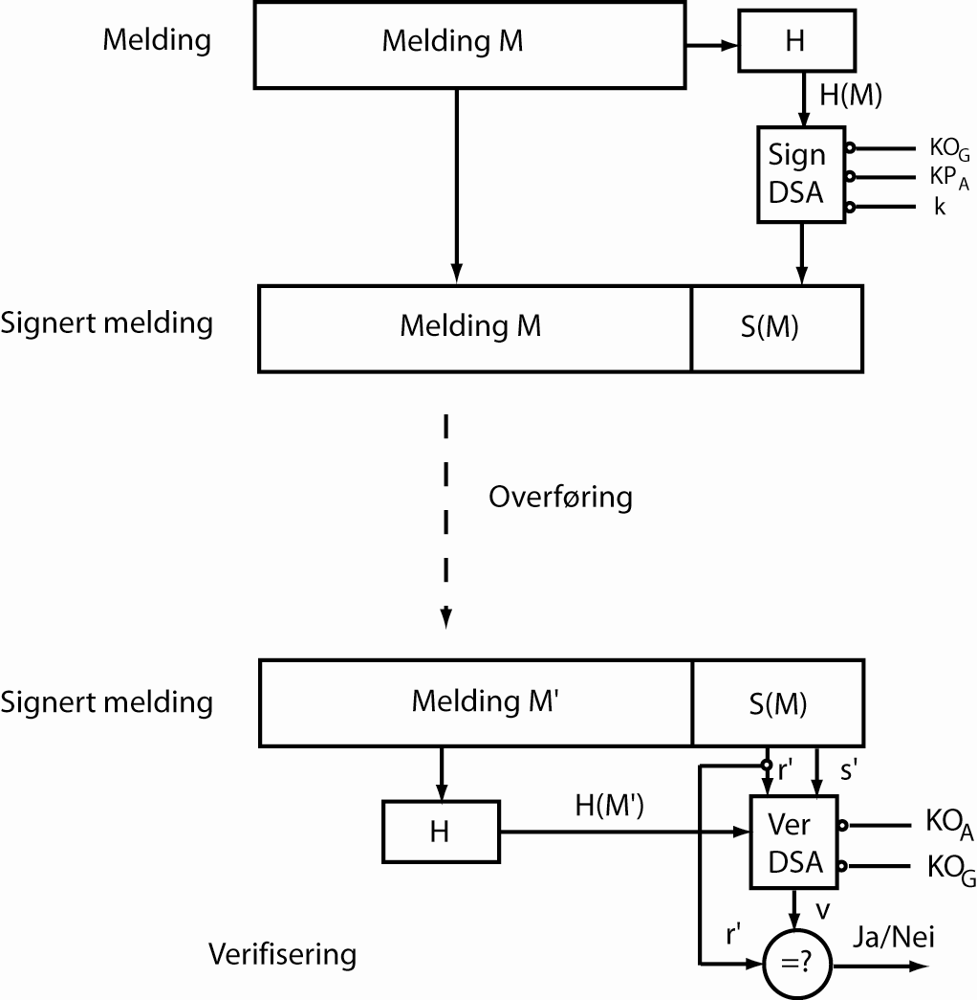 Melding
Melding M
H
H(M)
Sign
DSA
KO_G
KP_A
k
Signert melding
Melding M
S(M)
Overføring
Signert melding
Melding M'
S(M)
r'
s'
H
H(M')
Ver
DSA
KO_A
KO_G
v
r'
=?
Ja/Nei
Verifisering